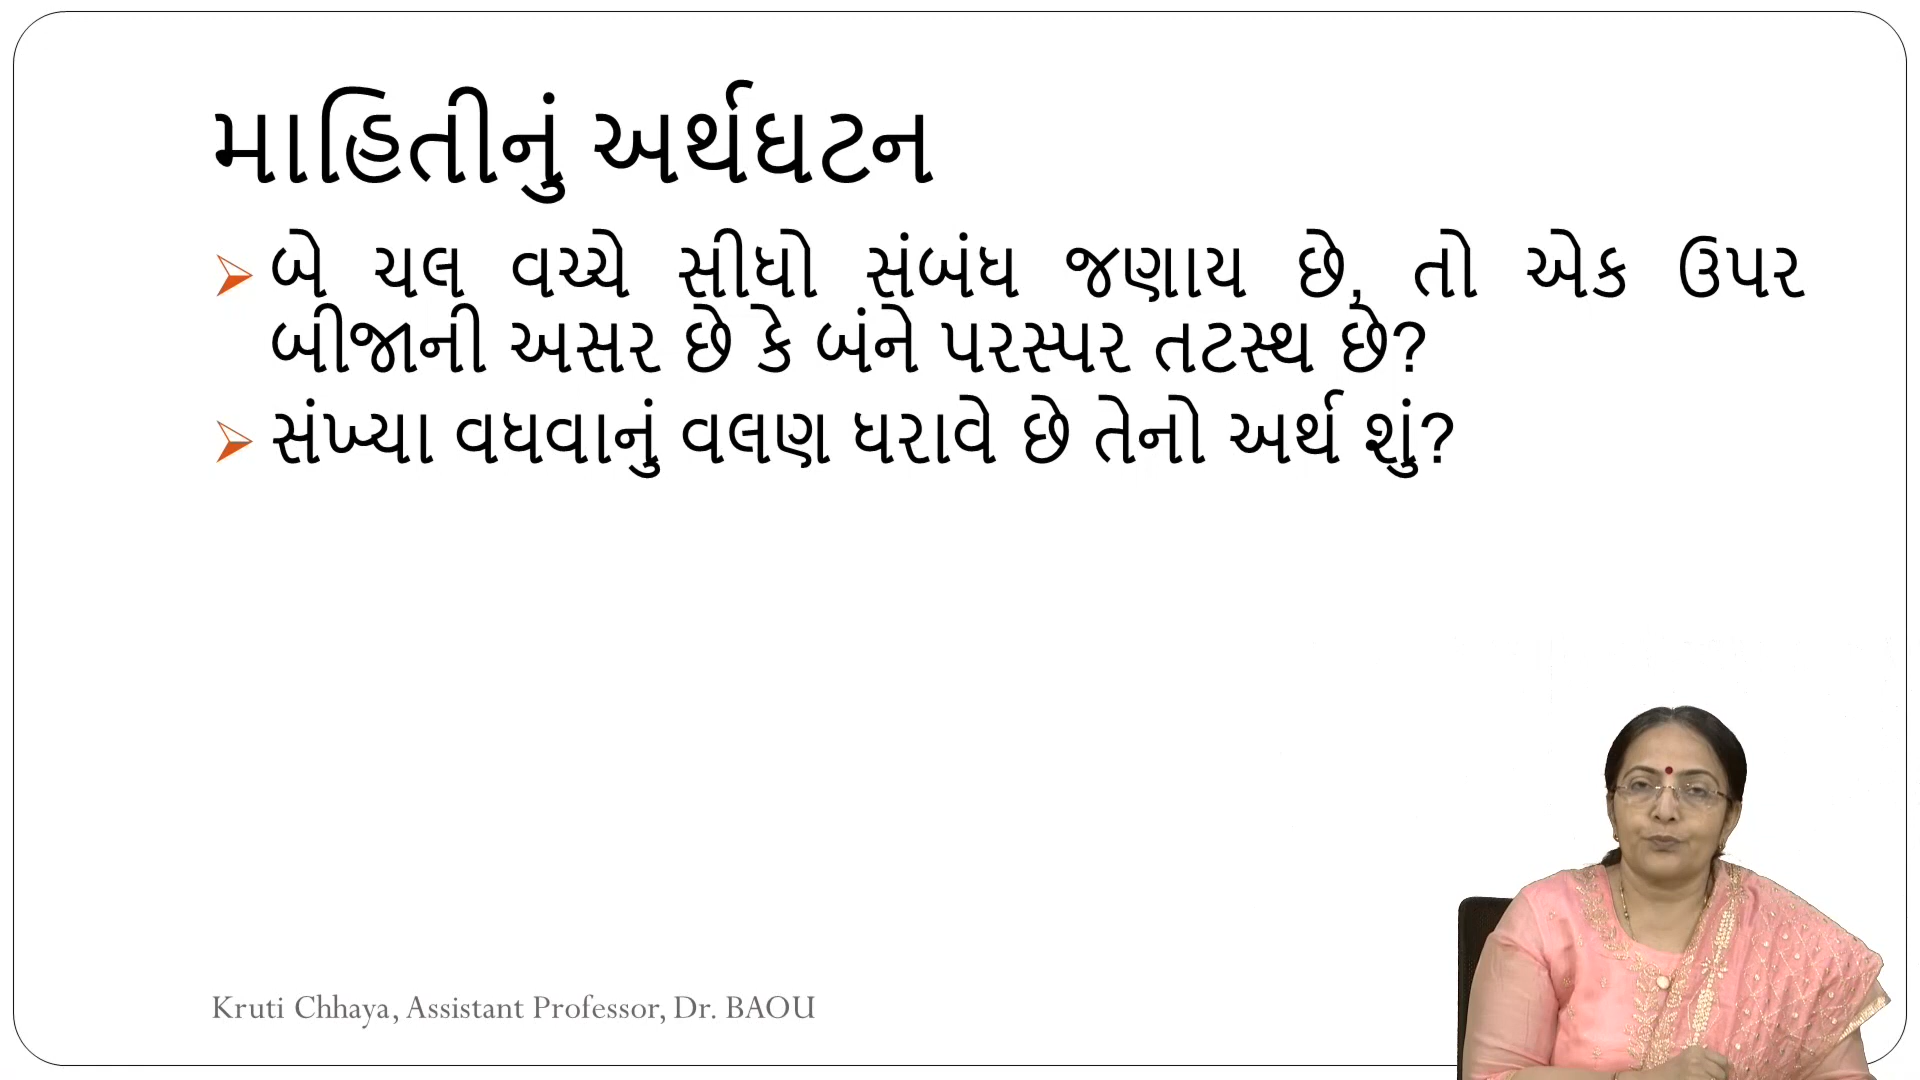 માહિતીનું અર્થઘટન
બે ચલ વચ્ચે સીધો સંબંધ જણાય છે, તો એક ઉપર
બીજાની અસર છે કે બંને પરસ્પર તટસ્થ છે?
સંખ્યા વધવાનું વલણ ધરાવે છે તેનો અર્થ શું?
Kruti Chhaya, Assistant Professor, Dr. BAOU